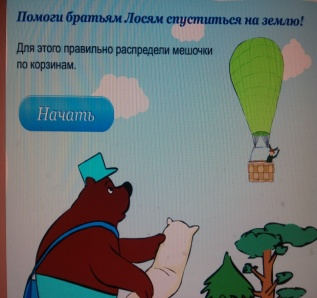 Помоги братьям Лосям спуститься на землю!
Для этого правильно распредели мешочки
по корзинам.
Начать